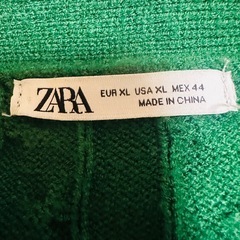 ZARA
EUR XL USA XL MEX 44
MADE IN CHINA